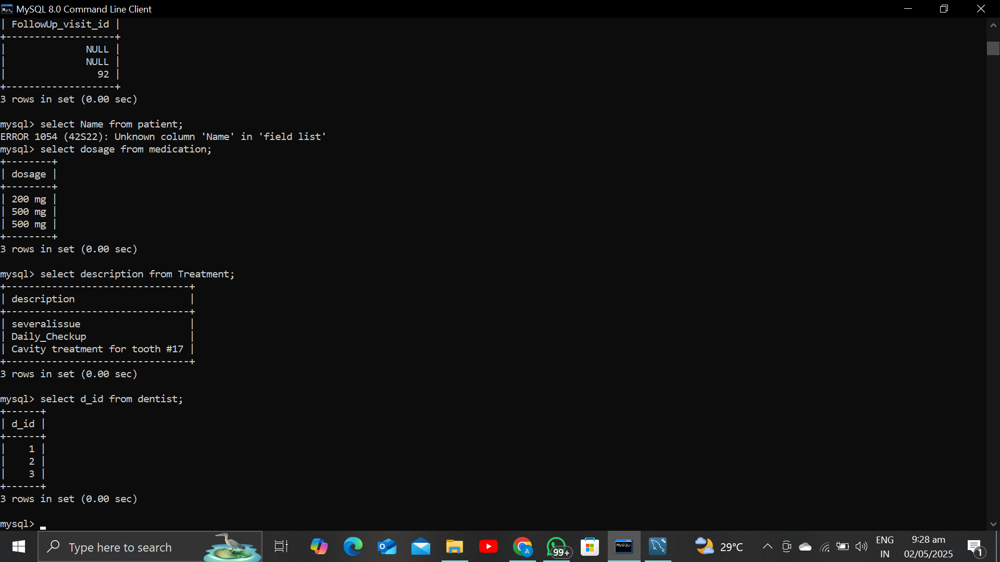 MySQL 8.0 Command Line Client
| FollowUp_visit_id |
+-------------------+
|              NULL |
|              NULL |
|                92 |
+-------------------+
3 rows in set (0.00 sec)
mysql> select Name from patient;
ERROR 1054 (42S22): Unknown column 'Name' in 'field list'
mysql> select dosage from medication;
+--------+
| dosage |
+--------+
| 200 mg |
| 500 mg |
| 500 mg |
+--------+
3 rows in set (0.00 sec)
mysql> select description from Treatment;
+--------------------------------+
| description                    |
+--------------------------------+
| severalissue                   |
| Daily_Checkup                  |
| Cavity treatment for tooth #17 |
+--------------------------------+
3 rows in set (0.00 sec)
mysql> select d_id from dentist;
+------+
| d_id |
+------+
|    1 |
|    2 |
|    3 |
+------+
3 rows in set (0.00 sec)
mysql>
Type here to search
A
99+
MySQL>
29°C
ENG
IN
9:28 am
02/05/2025
1